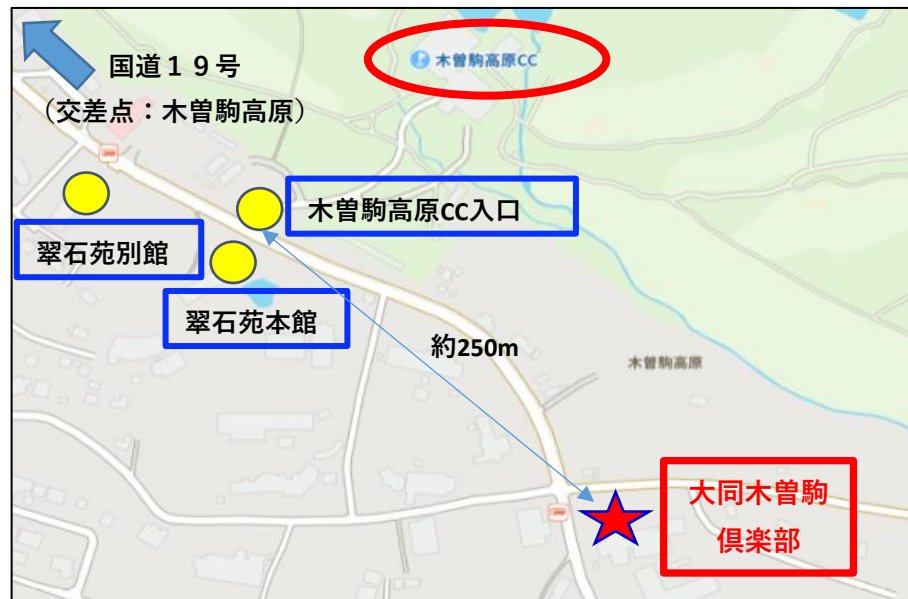 国道１９号
（交差点：木曽駒高原）
木曽駒高原CC
木曽駒高原CC入口
翠石苑別館
翠石苑本館
約250m
木曽駒高原
大同木曽駒
倶楽部